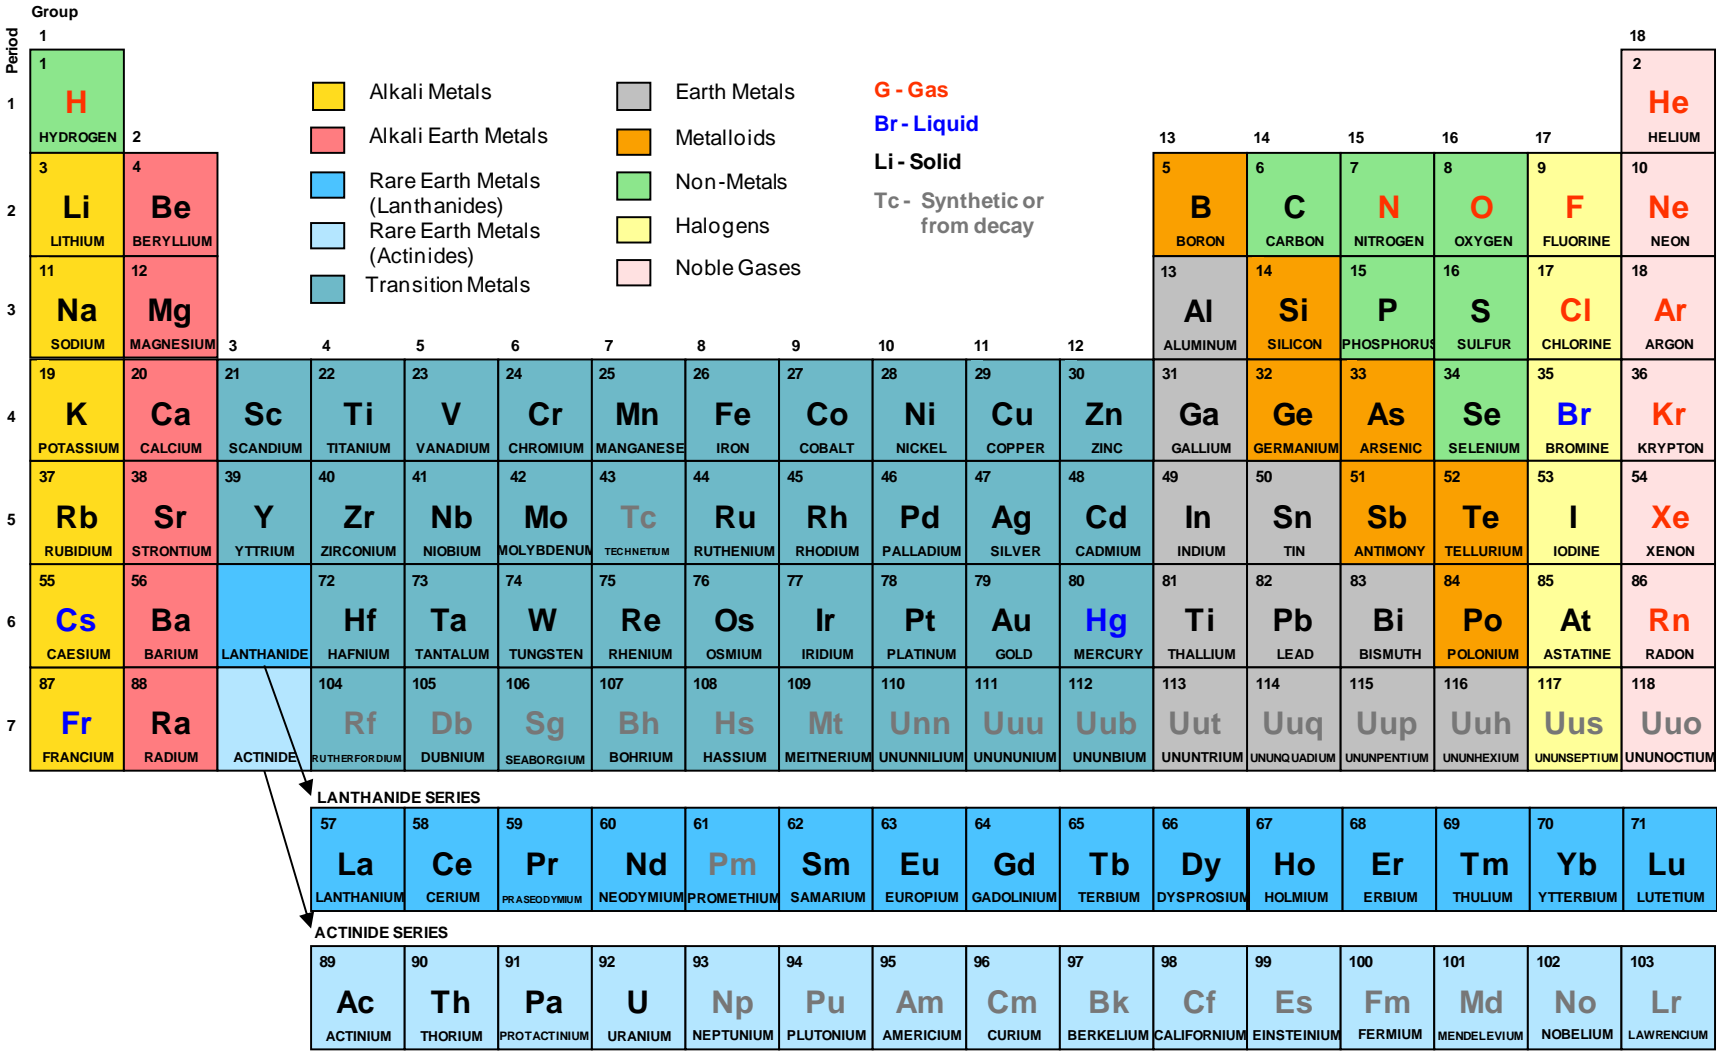 Group
Period
1
18
1
H
HYDROGEN
2
He
HELIUM
1
Alkali Metals
Alkali Earth Metals
Rare Earth Metals
(Lanthanides)
Rare Earth Metals
(Actinides)
Transition Metals
Earth Metals
Metalloids
Non-Metals
Halogens
Noble Gases
G - Gas
Br - Liquid
Li - Solid
Tc - Synthetic or
from decay
2
13 14 15 16 17
2
3 4 5 6 7 8 9 10
Li Be B C N O F Ne
LITHIUM BERYLLIUM BORON CARBON NITROGEN OXYGEN FLUORINE NEON
3
11 12 13 14 15 16 17 18
Na Mg Al Si P S Cl Ar
SODIUM MAGNESIUM ALUMINUM SILICON PHOSPHORUS SULFUR CHLORINE ARGON
3 4 5 6 7 8 9 10 11 12
4
19 20 21 22 23 24 25 26 27 28 29 30 31 32 33 34 35 36
K Ca Sc Ti V Cr Mn Fe Co Ni Cu Zn Ga Ge As Se Br Kr
POTASSIUM CALCIUM SCANDIUM TITANIUM VANADIUM CHROMIUM MANGANESE IRON COBALT NICKEL COPPER ZINC GALLIUM GERMANIUM ARSENIC SELENIUM BROMINE KRYPTON
5
37 38 39 40 41 42 43 44 45 46 47 48 49 50 51 52 53 54
Rb Sr Y Zr Nb Mo Tc Ru Rh Pd Ag Cd In Sn Sb Te I Xe
RUBIDIUM STRONTIUM YTTRIUM ZIRCONIUM NIOBIUM MOLYBDENUM TECHNETIUM RUTHENIUM RHODIUM PALLADIUM SILVER CADMIUM INDIUM TIN ANTIMONY TELLURIUM IODINE XENON
6
55 56 72 73 74 75 76 77 78 79 80 81 82 83 84 85 86
Cs Ba Hf Ta W Re Os Ir Pt Au Hg Ti Pb Bi Po At Rn
CAESIUM BARIUM LANTHANIDE HAFNIUM TANTALUM TUNGSTEN RHENIUM OSMIUM IRIDIUM PLATINUM GOLD MERCURY THALLIUM LEAD BISMUTH POLONIUM ASTATINE RADON
7
87 88 104 105 106 107 108 109 110 111 112 113 114 115 116 117 118
Fr Ra Rf Db Sg Bh Hs Mt Unn Uuu Uub Uut Uuq Uup Uuh Uus Uuo
FRANCIUM RADIUM ACTINIDE RUTHERFORDIUM DUBNIUM SEABORGIUM BOHRIUM HASSIUM MEITNERIUM UNUNNILIUM UNUNUNIUM UNUNBIUM UNUNTRIUM UNUNQUADIUM UNUNPENTIUM UNUNHEXIUM UNUNSEPTIUM UNUNOCTIUM
LANTHANIDE SERIES
57 58 59 60 61 62 63 64 65 66 67 68 69 70 71
La Ce Pr Nd Pm Sm Eu Gd Tb Dy Ho Er Tm Yb Lu
LANTHANIUM CERIUM PRASEODYMIUM NEODYMIUM PROMETHIUM SAMARIUM EUROPIUM GADOLINIUM TERBIUM DYSPROSIUM HOLMIUM ERBIUM THULIUM YTTERBIUM LUTETIUM
ACTINIDE SERIES
89 90 91 92 93 94 95 96 97 98 99 100 101 102 103
Ac Th Pa U Np Pu Am Cm Bk Cf Es Fm Md No Lr
ACTINIUM THORIUM PROTACTINIUM URANIUM NEPTUNIUM PLUTONIUM AMERICIUM CURIUM BERKELIUM CALIFORNIUM EINSTEINIUM FERMIUM MENDELEVIUM NOBELIUM LAWRENCIUM